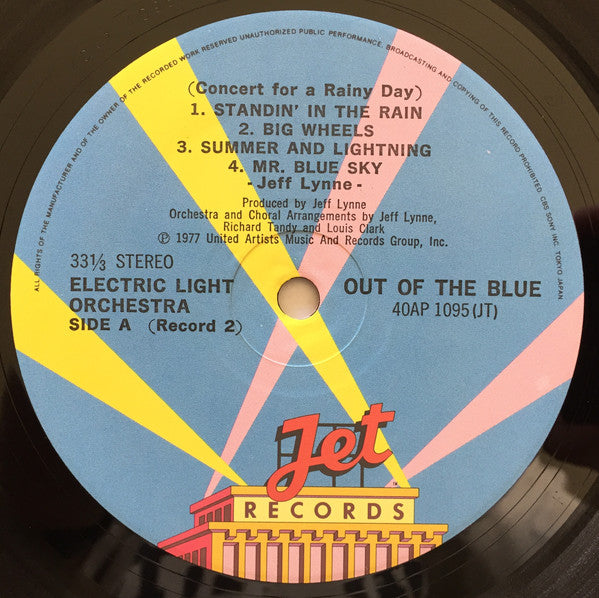 ALL RIGHTS OF THE MANUFACTURER AND OF THE OWNER OF THE RECORDED WORK RESERVED UNAUTHORIZED PUBLIC PERFORMANCE, BROADCASTING AND COPYING OF THIS RECORD PROHIBITED. CBS SONY INC. TOKYO JAPAN.
(Concert for a Rainy Day)
1. STANDIN' IN THE RAIN
2. BIG WHEELS
3. SUMMER AND LIGHTNING
4. MR. BLUE SKY
- Jeff Lynne -
Produced by Jeff Lynne
Orchestra and Choral Arrangements by Jeff Lynne,
Richard Tandy and Louis Clark
℗ 1977 United Artists Music And Records Group, Inc.
33⅓ STEREO
ELECTRIC LIGHT
ORCHESTRA
SIDE A (Record 2)
OUT OF THE BLUE
40AP 1095(JT)
Jet
RECORDS